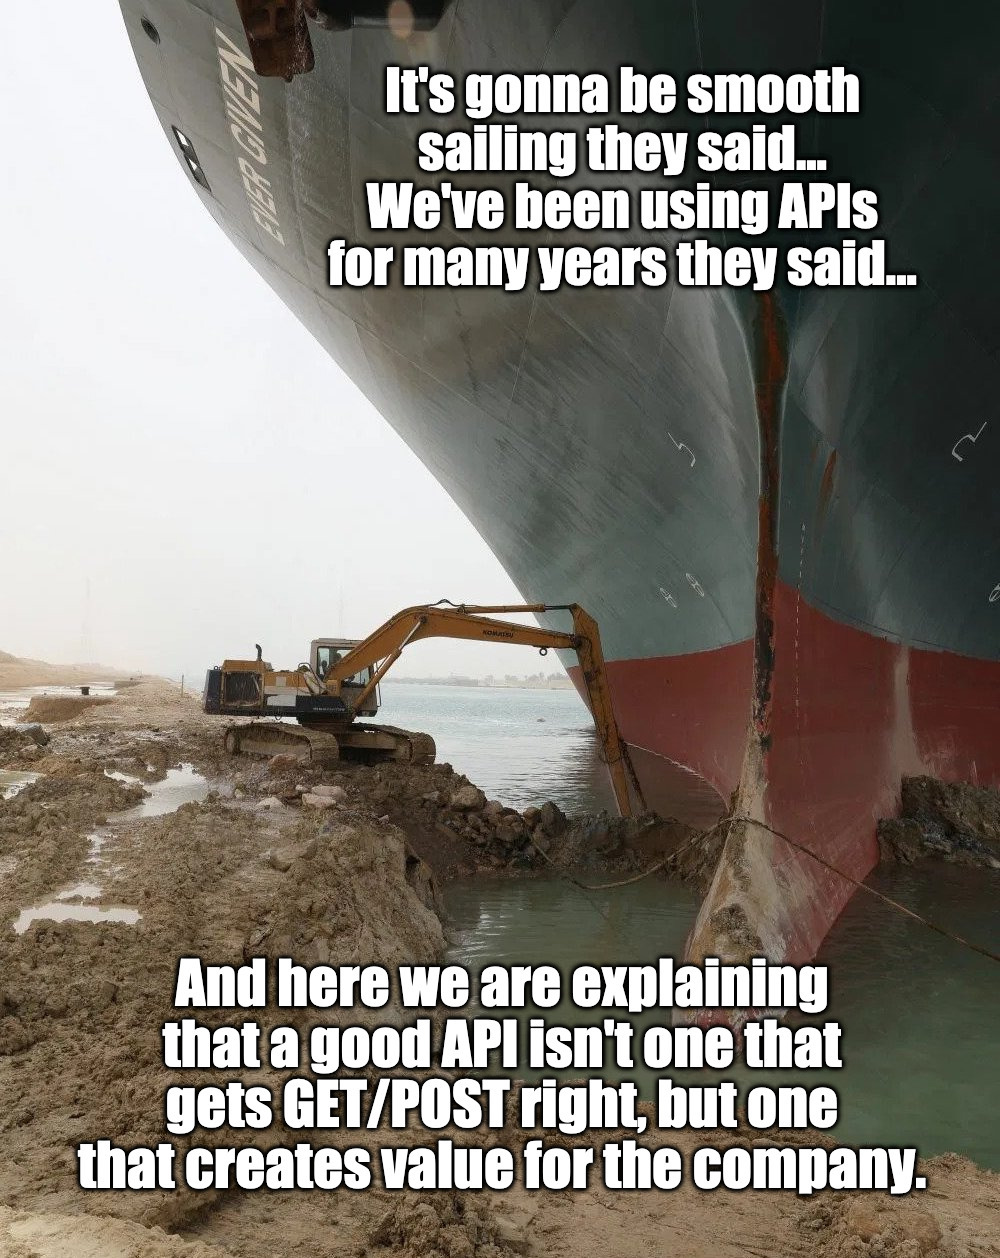 EVER GIVEN
It's gonna be smooth
sailing they said...
We've been using APIs
for many years they said...
KOMATSU
And here we are explaining
that a good API isn't one that
gets GET/POST right, but one
that creates value for the company.